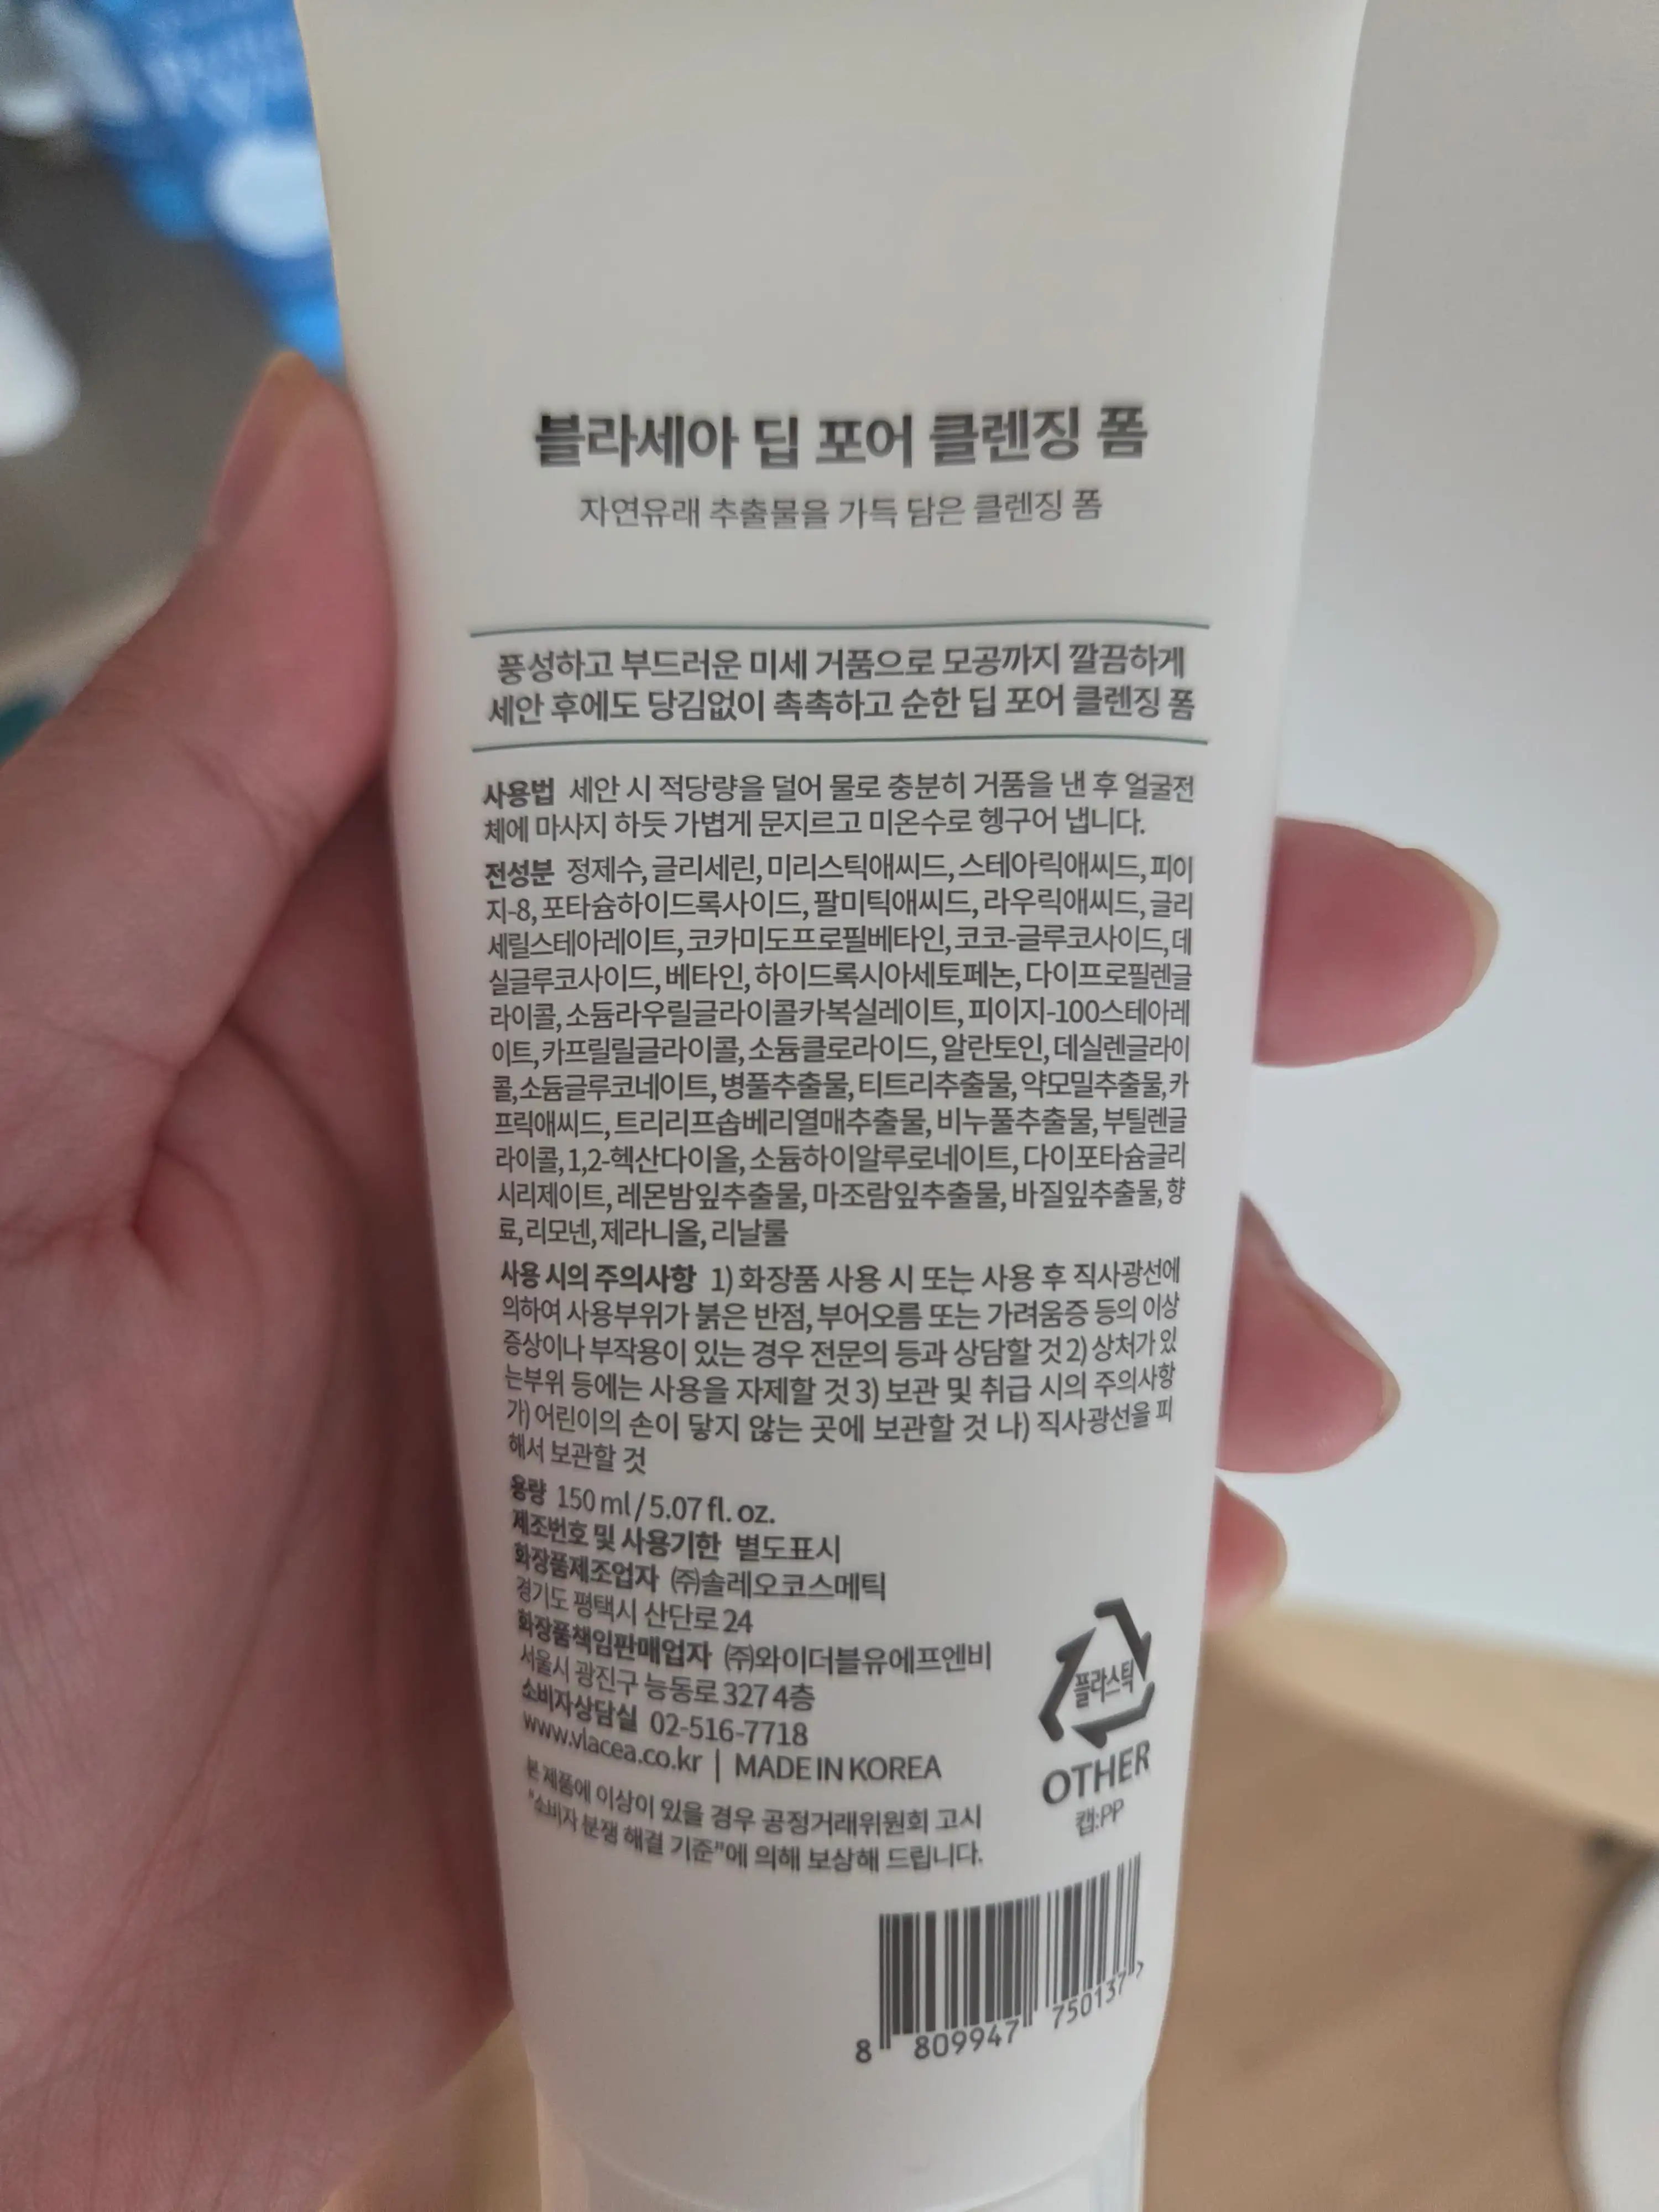 블라세아 딥 포어 클렌징 폼
자연유래 추출물을 가득 담은 클렌징 폼
풍성하고 부드러운 미세 거품으로 모공까지 깔끔하게
세안 후에도 당김없이 촉촉하고 순한 딥 포어 클렌징 폼
사용법 세안 시 적당량을 덜어 물로 충분히 거품을 낸 후 얼굴전
체에 마사지 하듯 가볍게 문지르고 미온수로 헹구어 냅니다.
전성분 정제수, 글리세린, 미리스틱애씨드, 스테아릭애씨드, 피이
지-8, 포타슘하이드록사이드, 팔미틱애씨드, 라우릭애씨드, 글리
세릴스테아레이트, 코카미도프로필베타인, 코코-글루코사이드, 데
실글루코사이드, 베타인, 하이드록시아세토페논, 다이프로필렌글
라이콜, 소듐라우릴글라이콜카복실레이트, 피이지-100스테아레
이트, 카프릴릴글라이콜, 소듐클로라이드, 알란토인, 데실렌글라이
콜, 소듐글루코네이트, 병풀추출물, 티트리추출물, 약모밀추출물, 카
프릭애씨드, 트리리프솝베리열매추출물, 비누풀추출물, 부틸렌글
라이콜, 1,2-헥산다이올, 소듐하이알루로네이트, 다이포타슘글리
시리제이트, 레몬밤잎추출물, 마조람잎추출물, 바질잎추출물, 향
료, 리모넨, 제라니올, 리날룰
사용 시의 주의사항 1) 화장품 사용 시 또는 사용 후 직사광선에
의하여 사용부위가 붉은 반점, 부어오름 또는 가려움증 등의 이상
증상이나 부작용이 있는 경우 전문의 등과 상담할 것 2) 상처가 있
는부위 등에는 사용을 자제할 것 3) 보관 및 취급 시의 주의사항
가) 어린이의 손이 닿지 않는 곳에 보관할 것 나) 직사광선을 피
해서 보관할 것
용량 150 ml / 5.07 fl. oz.
제조번호 및 사용기한 별도표시
화장품제조업자 ㈜솔레오코스메틱
경기도 평택시 산단로 24
화장품책임판매업자 ㈜와이더블유에프엔비
서울시 광진구 능동로 327 4층
소비자상담실 02-516-7718
www.vlacea.co.kr | MADE IN KOREA
본 제품에 이상이 있을 경우 공정거래위원회 고시
"소비자 분쟁 해결 기준"에 의해 보상해 드립니다.
플라스틱
OTHER
캡:PP
8 809947 750137